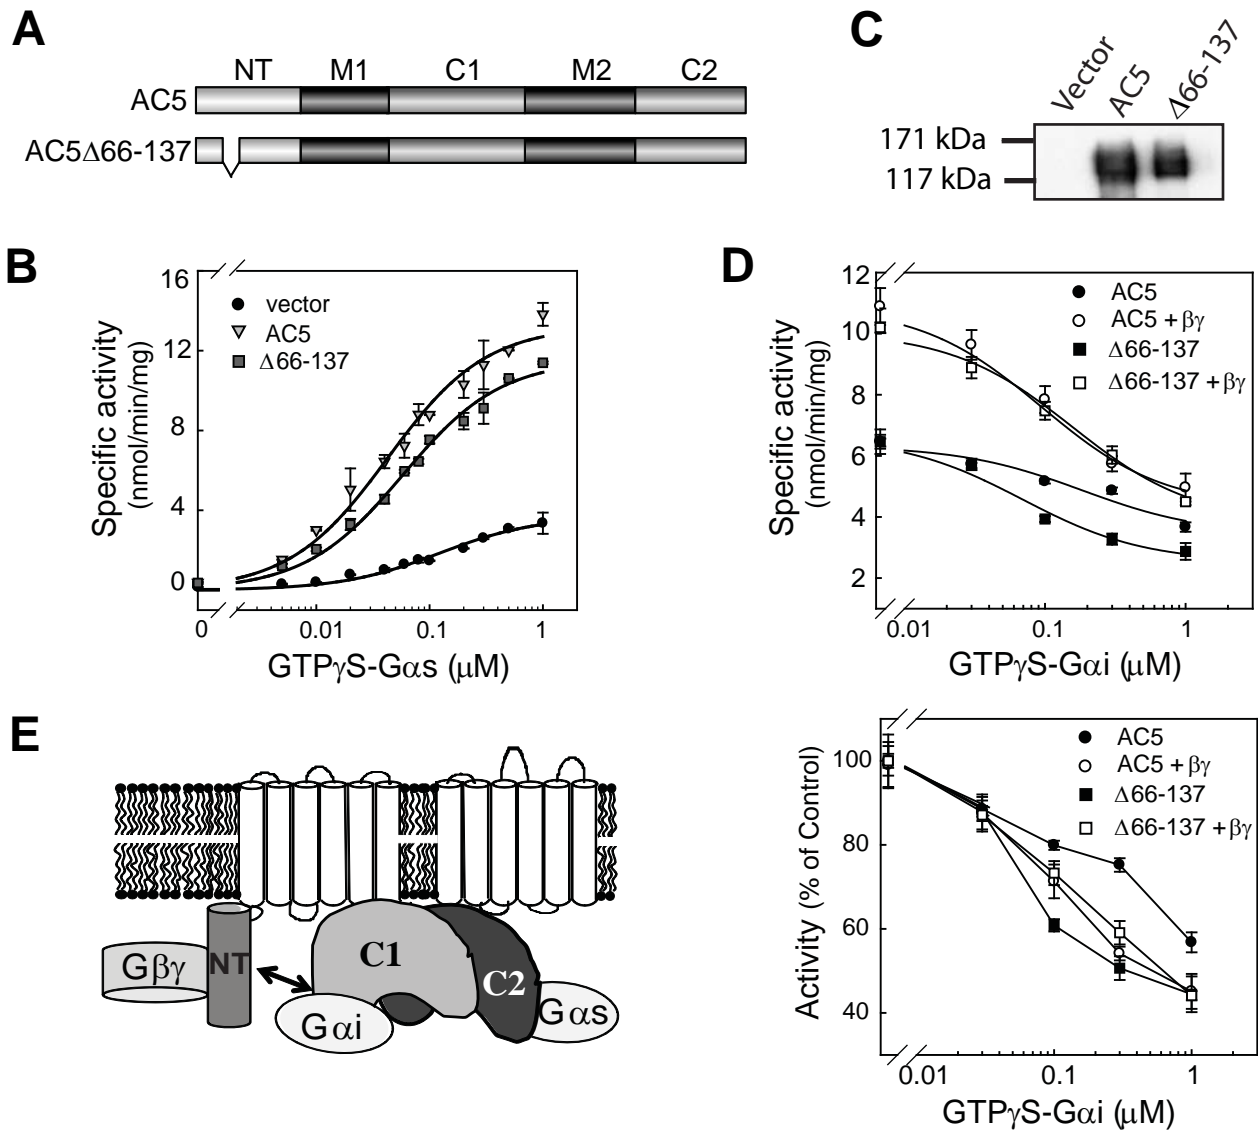 A
NT M1 C1 M2 C2
AC5
AC5Δ66-137
C
Vector
AC5
Δ66-137
171 kDa
117 kDa
B
Specific activity
(nmol/min/mg)
16
12
8
4
0
vector
AC5
Δ66-137
0 0.01 0.1 1
GTPγS-Gαs (μM)
D
Specific activity
(nmol/min/mg)
12
10
8
6
4
2
AC5
AC5 + βγ
Δ66-137
Δ66-137 + βγ
0.01 0.1 1
GTPγS-Gαi (μM)
Activity (% of Control)
100
80
60
40
AC5
AC5 + βγ
Δ66-137
Δ66-137 + βγ
0.01 0.1 1
GTPγS-Gαi (μM)
E
Gβγ
NT
C1
C2
Gαi
Gαs